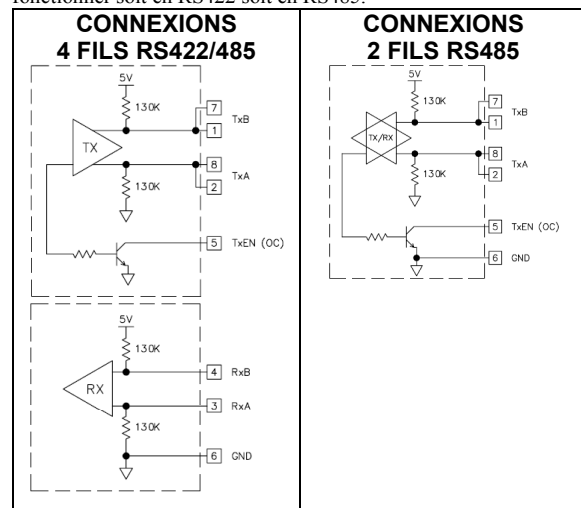 fonctionner soit en RS422 soit en RS485.
CONNEXIONS
4 FILS RS422/485
5V
130K
7
TxB
1
TX
8
TxA
2
130K
5 TxEN (OC)
5V
130K
4 RxB
RX
3 RxA
130K
6 GND
CONNEXIONS
2 FILS RS485
5V
130K
7
TxB
1
TX/RX
8
TxA
2
130K
5 TxEN (OC)
6 GND